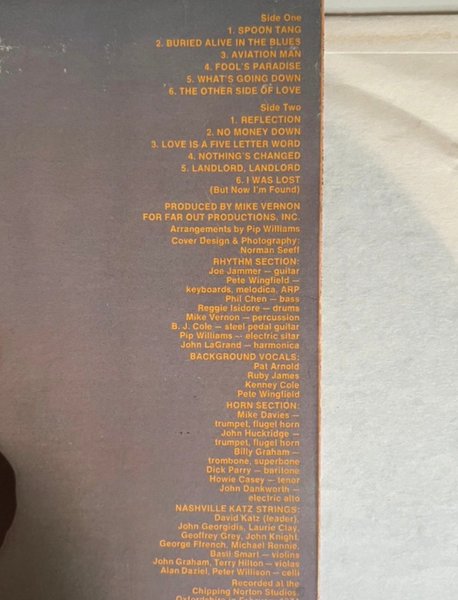 Side One
1. SPOON TANG
2. BURIED ALIVE IN THE BLUES
3. AVIATION MAN
4. FOOL'S PARADISE
5. WHAT'S GOING DOWN
6. THE OTHER SIDE OF LOVE
Side Two
1. REFLECTION
2. NO MONEY DOWN
3. LOVE IS A FIVE LETTER WORD
4. NOTHING'S CHANGED
5. LANDLORD, LANDLORD
6. I WAS LOST
(But Now I'm Found)
PRODUCED BY MIKE VERNON
FOR FAR OUT PRODUCTIONS, INC.
Arrangements by Pip Williams
Cover Design & Photography:
Norman Seeff
RHYTHM SECTION:
Joe Jammer — guitar
Pete Wingfield —
keyboards, melodica, ARP
Phil Chen — bass
Reggie Isidore — drums
Mike Vernon — percussion
B. J. Cole — steel pedal guitar
Pip Williams — electric sitar
John LaGrand — harmonica
BACKGROUND VOCALS:
Pat Arnold
Ruby James
Kenney Cole
Pete Wingfield
HORN SECTION:
Mike Davies —
trumpet, flugel horn
John Huckridge —
trumpet, flugel horn
Billy Graham —
trombone, superbone
Dick Parry — baritone
Howie Casey — tenor
John Dankworth —
electric alto
NASHVILLE KATZ STRINGS:
David Katz (leader),
John Georgidis, Laurie Clay,
Geoffrey Grey, John Knight,
George Ffrench, Michael Rennie,
Basil Smart — violins
John Graham, Terry Hilton — violas
Alan Daziel, Peter Willison — celli
Recorded at the
Chipping Norton Studios,
Oxfordshire in February